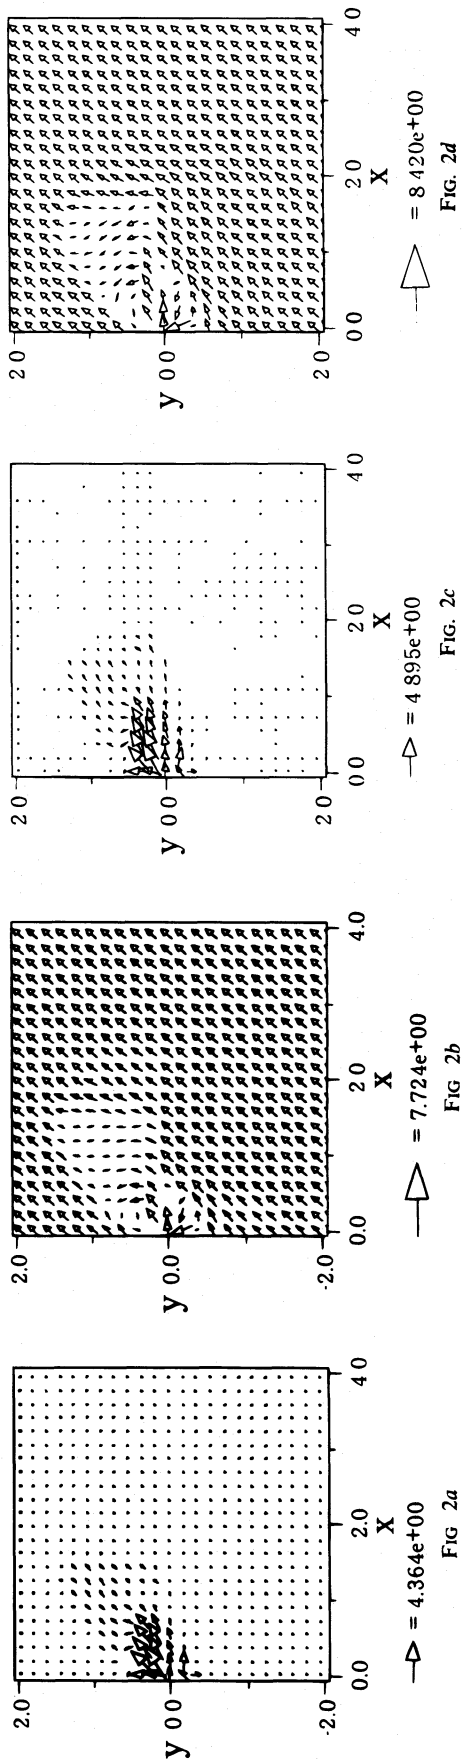 2.0
y 0 0
-2.0
0.0 2.0 4 0
X
= 4.364e+00
FIG 2a
2.0
y 0.0
-2.0
0.0 2 0 4.0
X
= 7.724e+00
FIG 2b
2 0
y 0 0
2 0
0 0 2 0 4 0
X
= 4 895e+00
FIG. 2c
2 0
y 0 0
2 0
0 0 2 0 4 0
X
= 8 420e+00
FIG. 2d